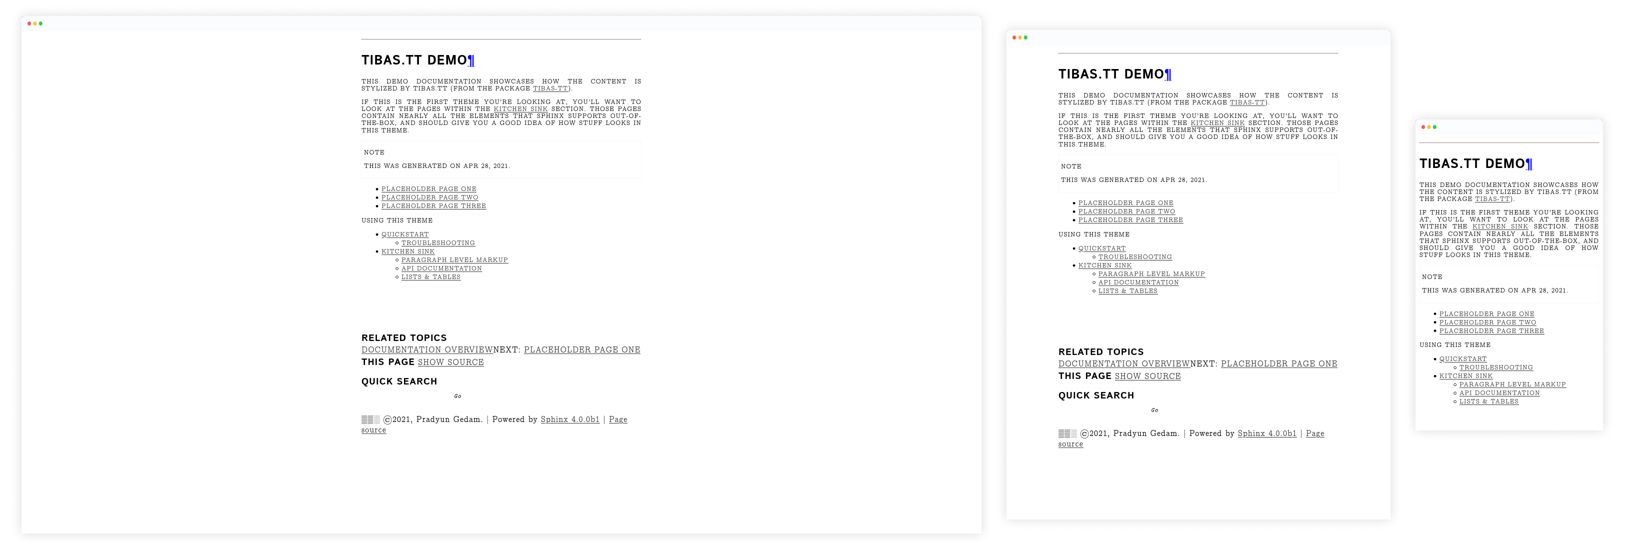 TIBAS.TT DEMO¶
THIS DEMO DOCUMENTATION SHOWCASES HOW THE CONTENT IS
STYLIZED BY TIBAS.TT (FROM THE PACKAGE TIBAS-TT).
IF THIS IS THE FIRST THEME YOU'RE LOOKING AT, YOU'LL WANT TO
LOOK AT THE PAGES WITHIN THE KITCHEN SINK SECTION. THOSE PAGES
CONTAIN NEARLY ALL THE ELEMENTS THAT SPHINX SUPPORTS OUT-OF-
THE-BOX, AND SHOULD GIVE YOU A GOOD IDEA OF HOW STUFF LOOKS IN
THIS THEME.
NOTE
THIS WAS GENERATED ON APR 28, 2021.
PLACEHOLDER PAGE ONE
PLACEHOLDER PAGE TWO
PLACEHOLDER PAGE THREE
USING THIS THEME
QUICKSTART
TROUBLESHOOTING
KITCHEN SINK
PARAGRAPH LEVEL MARKUP
API DOCUMENTATION
LISTS & TABLES
RELATED TOPICS
DOCUMENTATION OVERVIEWNEXT: PLACEHOLDER PAGE ONE
THIS PAGE SHOW SOURCE
QUICK SEARCH
Go
▒▒░ ©2021, Pradyun Gedam. | Powered by Sphinx 4.0.0b1 | Page
source
TIBAS.TT DEMO¶
THIS DEMO DOCUMENTATION SHOWCASES HOW THE CONTENT IS
STYLIZED BY TIBAS.TT (FROM THE PACKAGE TIBAS-TT).
IF THIS IS THE FIRST THEME YOU'RE LOOKING AT, YOU'LL WANT TO
LOOK AT THE PAGES WITHIN THE KITCHEN SINK SECTION. THOSE PAGES
CONTAIN NEARLY ALL THE ELEMENTS THAT SPHINX SUPPORTS OUT-OF-
THE-BOX, AND SHOULD GIVE YOU A GOOD IDEA OF HOW STUFF LOOKS IN
THIS THEME.
NOTE
THIS WAS GENERATED ON APR 28, 2021.
PLACEHOLDER PAGE ONE
PLACEHOLDER PAGE TWO
PLACEHOLDER PAGE THREE
USING THIS THEME
QUICKSTART
TROUBLESHOOTING
KITCHEN SINK
PARAGRAPH LEVEL MARKUP
API DOCUMENTATION
LISTS & TABLES
RELATED TOPICS
DOCUMENTATION OVERVIEWNEXT: PLACEHOLDER PAGE ONE
THIS PAGE SHOW SOURCE
QUICK SEARCH
Go
▒▒░ ©2021, Pradyun Gedam. | Powered by Sphinx 4.0.0b1 | Page
source
TIBAS.TT DEMO¶
THIS DEMO DOCUMENTATION SHOWCASES HOW
THE CONTENT IS STYLIZED BY TIBAS.TT (FROM
THE PACKAGE TIBAS-TT).
IF THIS IS THE FIRST THEME YOU'RE LOOKING
AT, YOU'LL WANT TO LOOK AT THE PAGES
WITHIN THE KITCHEN SINK SECTION. THOSE
PAGES CONTAIN NEARLY ALL THE ELEMENTS
THAT SPHINX SUPPORTS OUT-OF-THE-BOX, AND
SHOULD GIVE YOU A GOOD IDEA OF HOW
STUFF LOOKS IN THIS THEME.
NOTE
THIS WAS GENERATED ON APR 28, 2021.
PLACEHOLDER PAGE ONE
PLACEHOLDER PAGE TWO
PLACEHOLDER PAGE THREE
USING THIS THEME
QUICKSTART
TROUBLESHOOTING
KITCHEN SINK
PARAGRAPH LEVEL MARKUP
API DOCUMENTATION
LISTS & TABLES